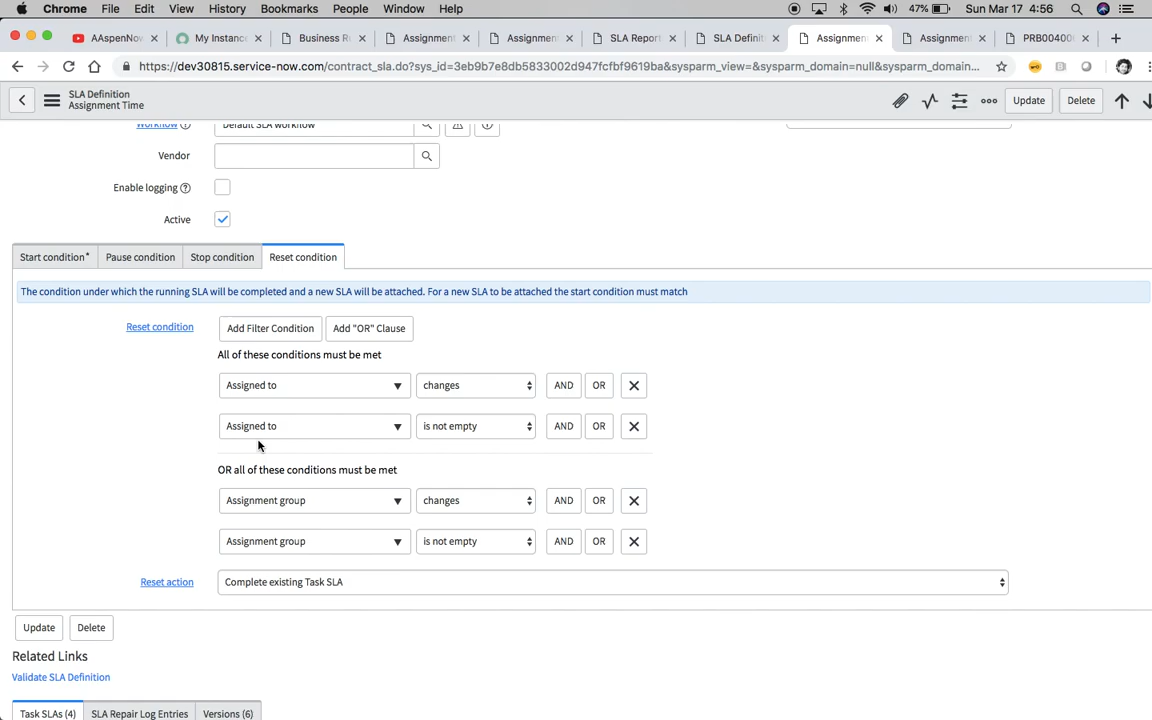 Chrome File Edit View History Bookmarks People Window Help 47% Sun Mar 17 4:56
AAspenNov My Instance Business R Assignment Assignment SLA Report SLA Definit Assignment Assignment PRB00400
https://dev30815.service-now.com/contract_sla.do?sys_id=3eb9b7e8db5833002d947fcfbf9619ba&sysparm_view=&sysparm_domain=null&sysparm_domain...
SLA Definition
Assignment Time
Update Delete
Workflow Default SLA workflow
Vendor
Enable logging
Active
Start condition* Pause condition Stop condition Reset condition
The condition under which the running SLA will be completed and a new SLA will be attached. For a new SLA to be attached the start condition must match
Reset condition Add Filter Condition Add "OR" Clause
All of these conditions must be met
Assigned to changes AND OR
Assigned to is not empty AND OR
OR all of these conditions must be met
Assignment group changes AND OR
Assignment group is not empty AND OR
Reset action Complete existing Task SLA
Update Delete
Related Links
Validate SLA Definition
Task SLAs (4) SLA Repair Log Entries Versions (6)